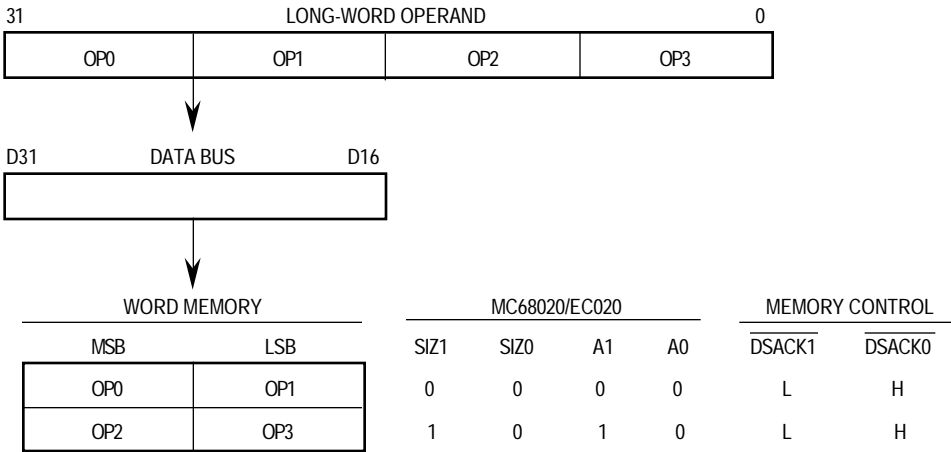 31 LONG-WORD OPERAND 0
OP0 OP1 OP2 OP3
D31 DATA BUS D16
WORD MEMORY MC68020/EC020 MEMORY CONTROL
MSB LSB SIZ1 SIZ0 A1 A0 DSACK1 DSACK0
OP0 OP1 0 0 0 0 L H
OP2 OP3 1 0 1 0 L H